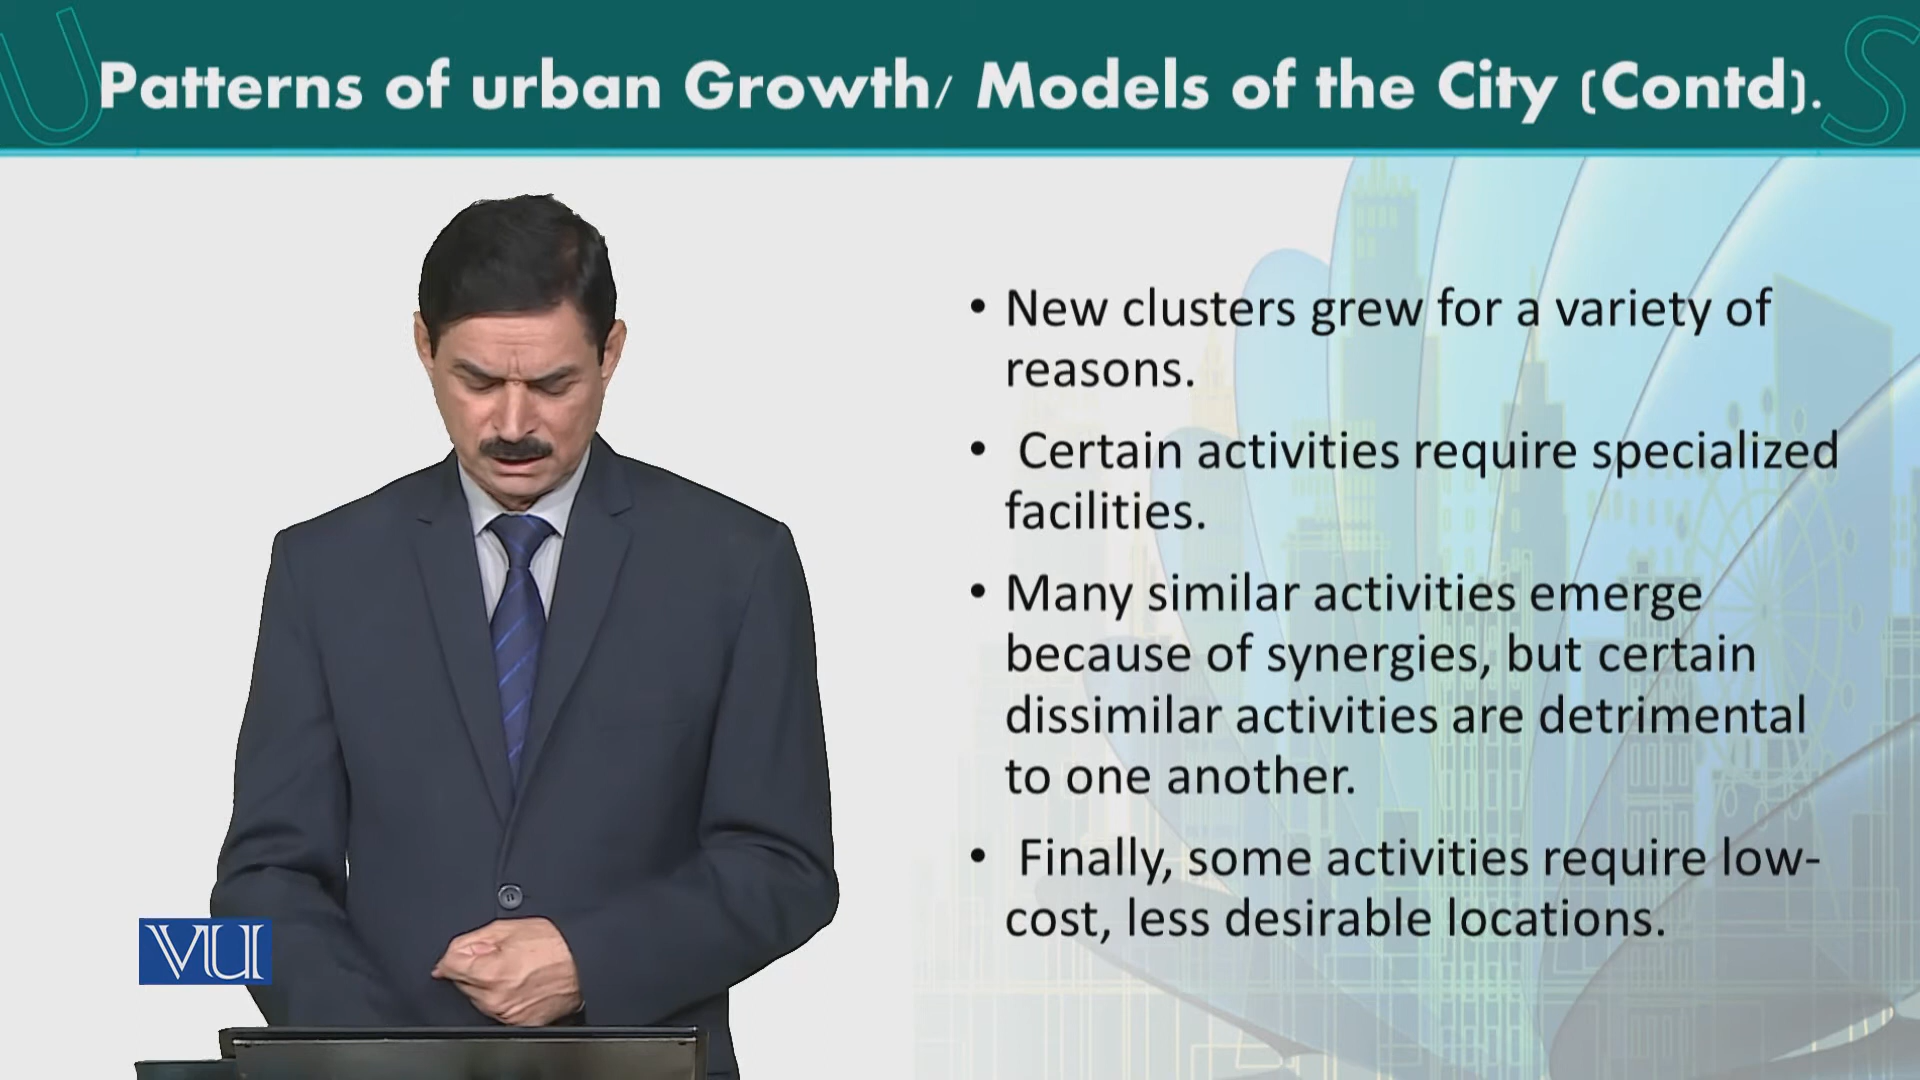 Patterns of urban Growth/ Models of the City (Contd).
• New clusters grew for a variety of
reasons.
• Certain activities require specialized
facilities.
• Many similar activities emerge
because of synergies, but certain
dissimilar activities are detrimental
to one another.
• Finally, some activities require low-
cost, less desirable locations.
VU
U
S